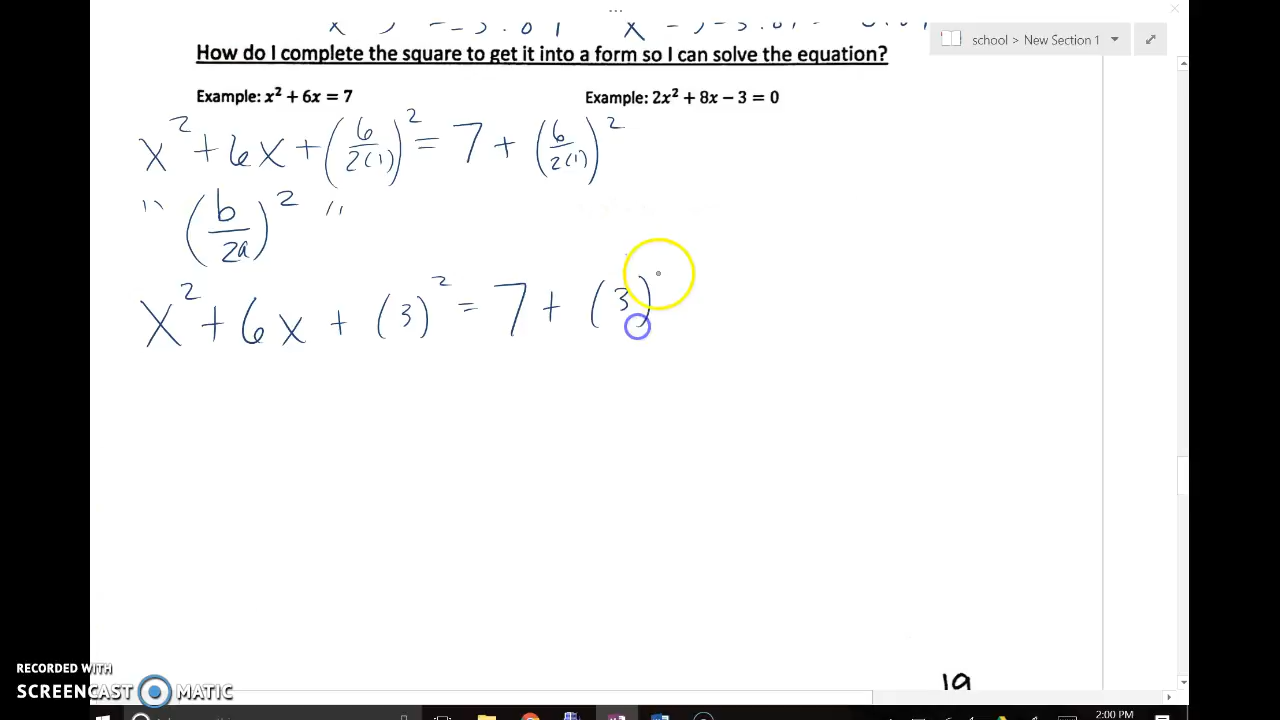 school > New Section 1
How do I complete the square to get it into a form so I can solve the equation?
Example: x² + 6x = 7
Example: 2x² + 8x − 3 = 0
x² + 6x + (6/2(1))² = 7 + (6/2(1))²
" (b/2a)² "
x² + 6x + (3)² = 7 + (3)
19
RECORDED WITH
SCREENCAST MATIC
2:00 PM